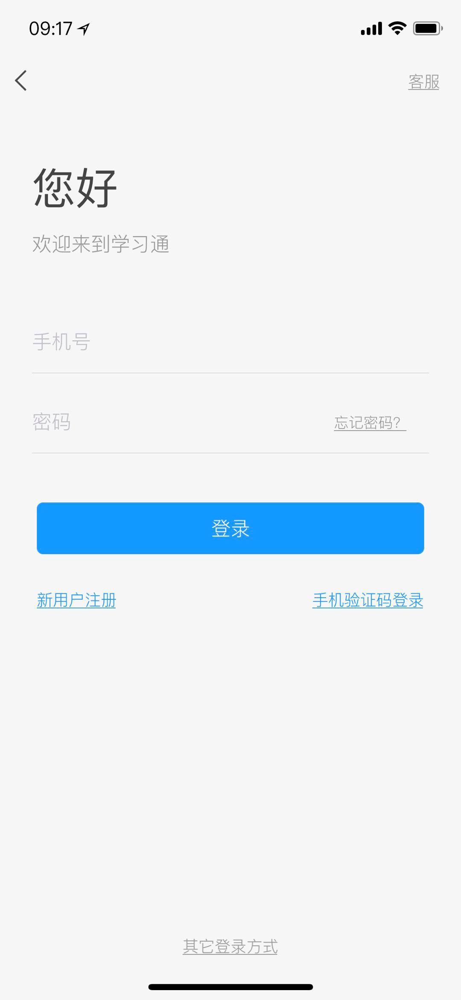 09:17
客服
您好
欢迎来到学习通
手机号
密码
忘记密码？
登录
新用户注册
手机验证码登录
其它登录方式